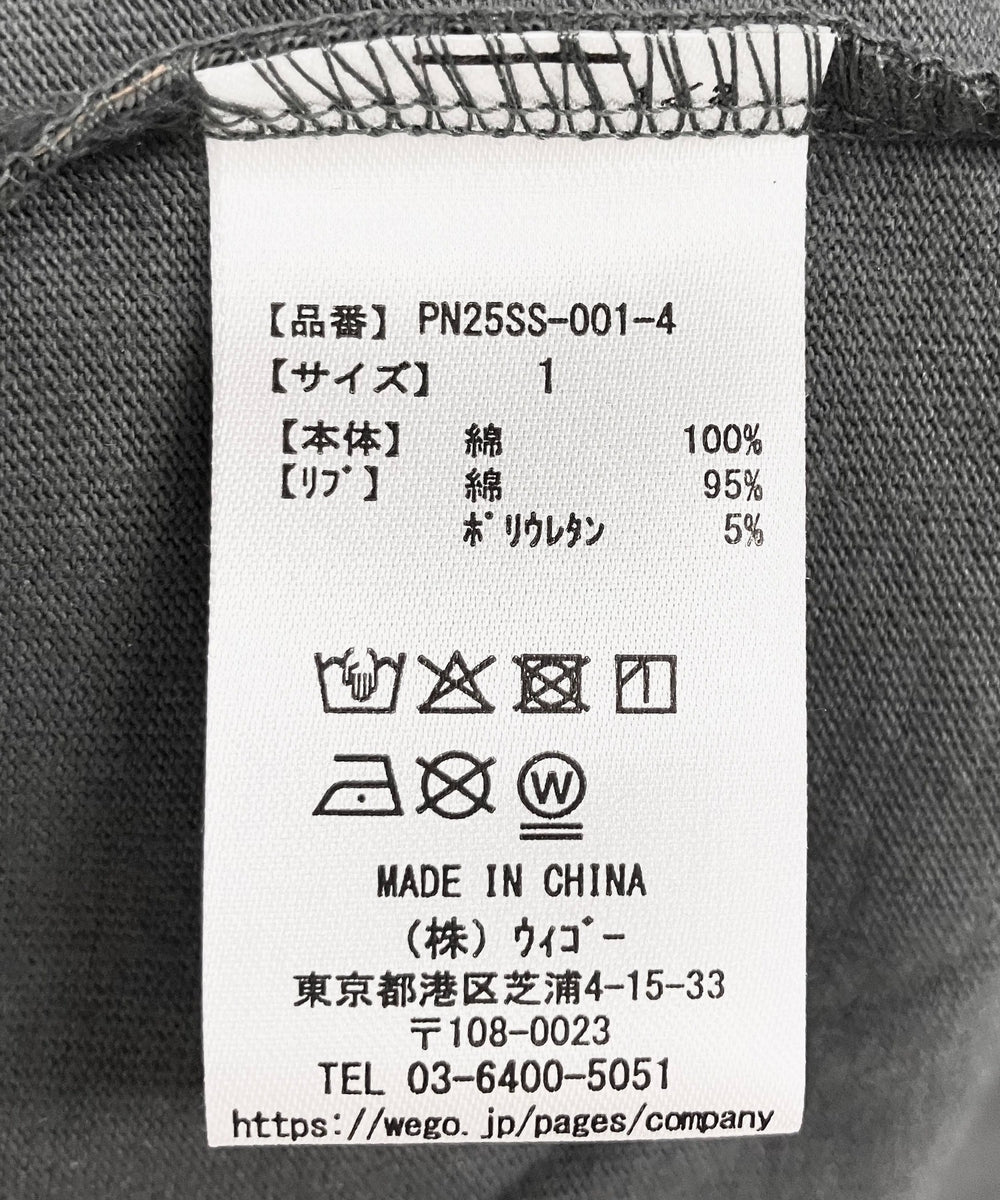 【品番】 PN25SS-001-4
【サイズ】 1
【本体】 綿 100%
【ﾘﾌﾞ】 綿 95%
ﾎﾟﾘｳﾚﾀﾝ 5%
W
MADE IN CHINA
(株) ｳｨｺﾞｰ
東京都港区芝浦4-15-33
〒108-0023
TEL 03-6400-5051
https://wego.jp/pages/company